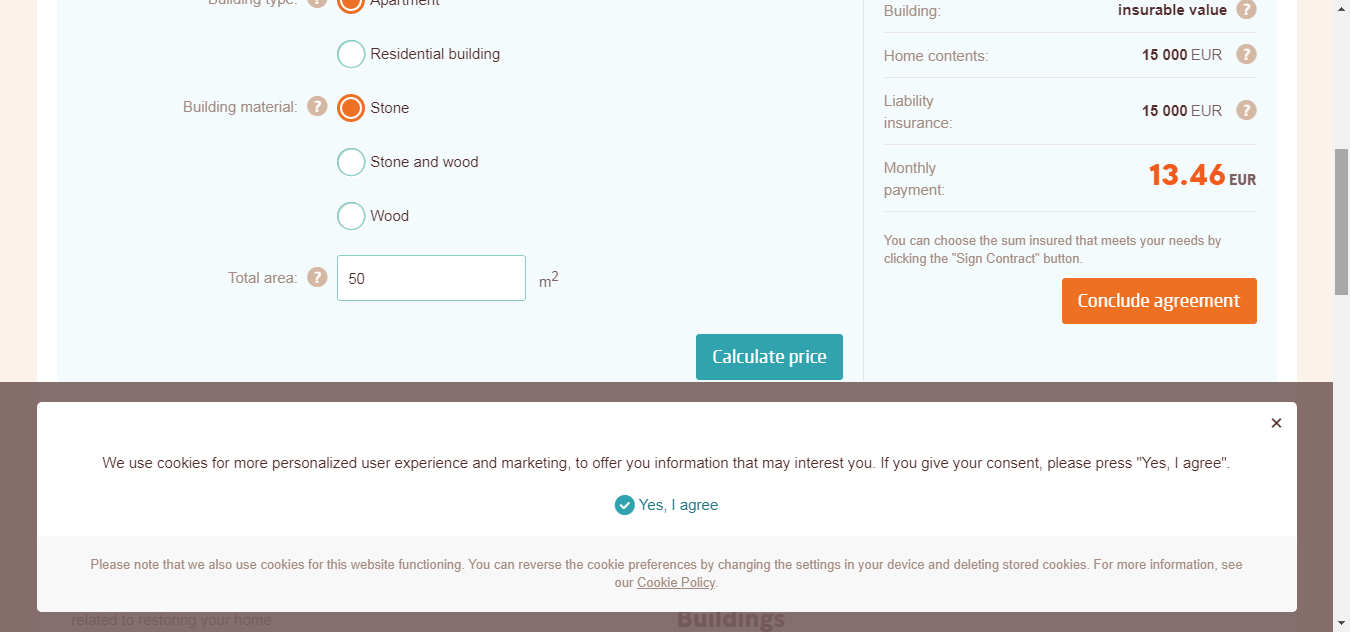 Building type: ?
Apartment
Residential building
Building material: ?
Stone
Stone and wood
Wood
Total area: ?
50
m2
Calculate price
Building:
insurable value ?
Home contents:
15 000 EUR ?
Liability
insurance:
15 000 EUR ?
Monthly
payment:
13.46 EUR
You can choose the sum insured that meets your needs by
clicking the "Sign Contract" button.
Conclude agreement
We use cookies for more personalized user experience and marketing, to offer you information that may interest you. If you give your consent, please press "Yes, I agree".
Yes, I agree
Please note that we also use cookies for this website functioning. You can reverse the cookie preferences by changing the settings in your device and deleting stored cookies. For more information, see
our Cookie Policy.
related to restoring your home.
Buildings